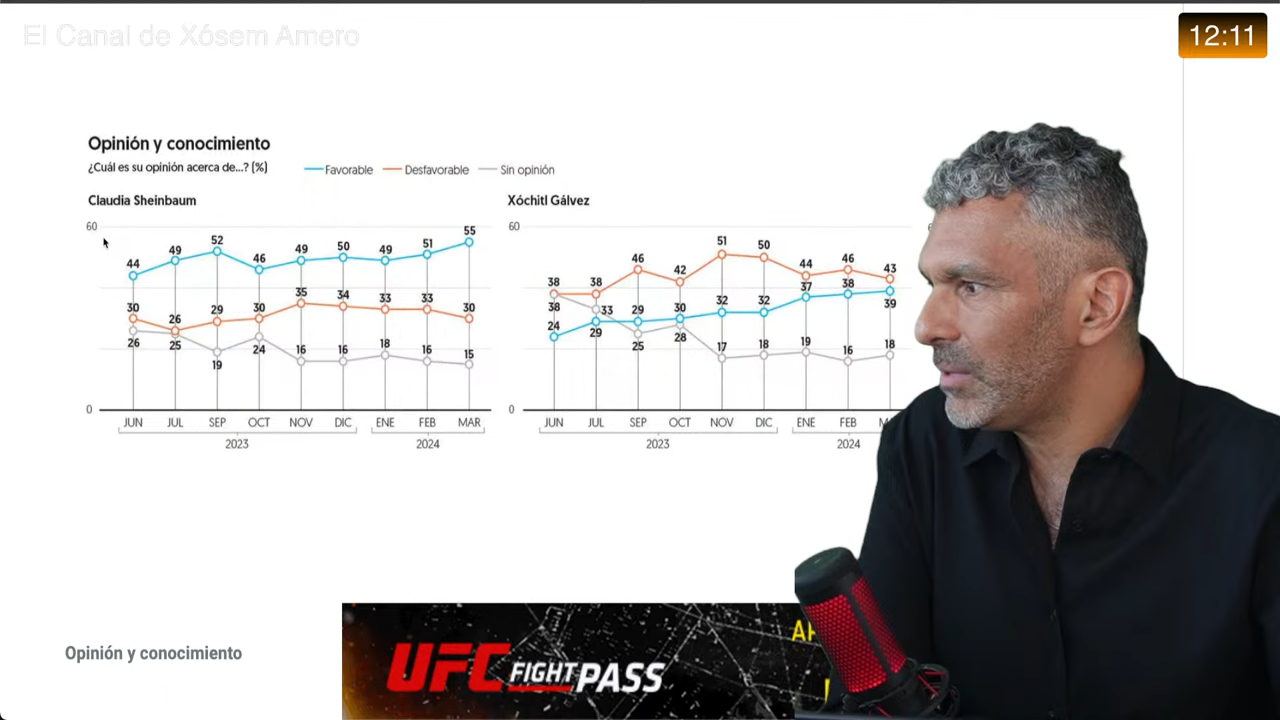 El Canal de Xósem Amero
12:11
Opinión y conocimiento
¿Cuál es su opinión acerca de...? (%)
Favorable
Desfavorable
Sin opinión
Claudia Sheinbaum
60
44 49 52 46 49 50 49 51 55
30 26 29 30 35 34 33 33 30
26 25 19 24 16 16 18 16 15
0
JUN JUL SEP OCT NOV DIC ENE FEB MAR
2023 2024
Xóchitl Gálvez
60
38 38 46 42 51 50 44 46 43
38 33 25 28 17 18 19 16 18
24 29 29 30 32 32 37 38 39
0
JUN JUL SEP OCT NOV DIC ENE FEB
2023 2024
Opinión y conocimiento
UFC FIGHT PASS